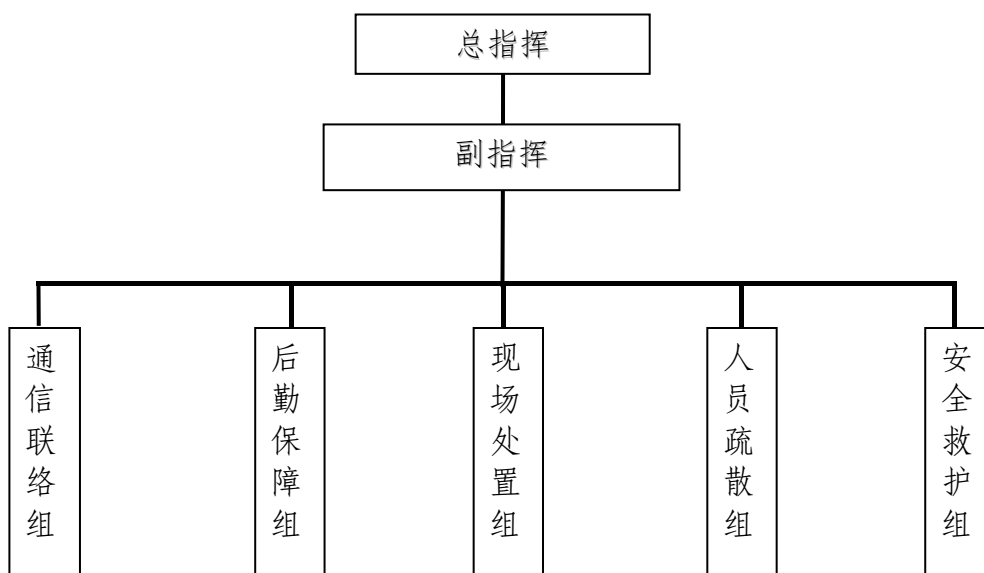 总指挥
副指挥
通信联络组
后勤保障组
现场处置组
人员疏散组
安全救护组